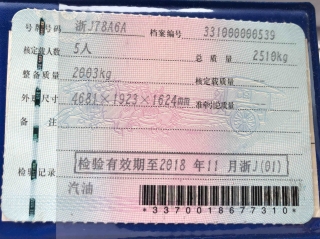 号牌号码 浙J78A6A 档案编号 331000000539
核定载人数 5人 总质量 2510kg
整备质量 2003kg 核定载质量
外廓尺寸 4681×1923×1624mm 准牵引总质量
备注
检验有效期至2018年11月浙J(01)
检验记录
汽油
*3370018677310*